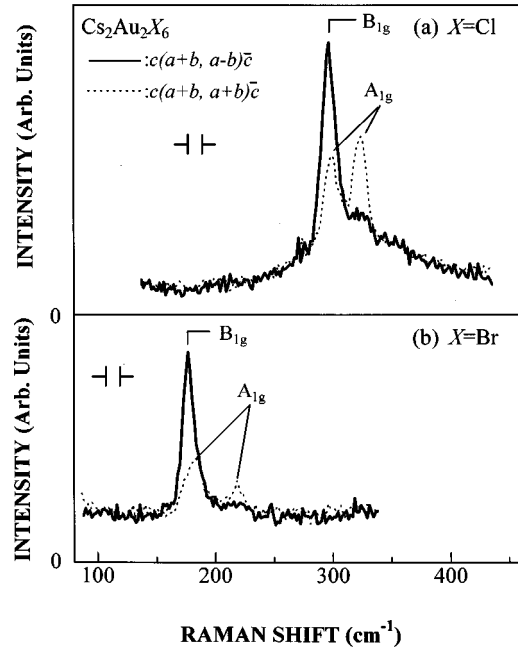 Cs2Au2X6
:c(a+b, a-b)c̄
:c(a+b, a+b)c̄
B1g
(a) X=Cl
A1g
INTENSITY (Arb. Units)
0
B1g
(b) X=Br
A1g
INTENSITY (Arb. Units)
0
100 200 300 400
RAMAN SHIFT (cm-1)